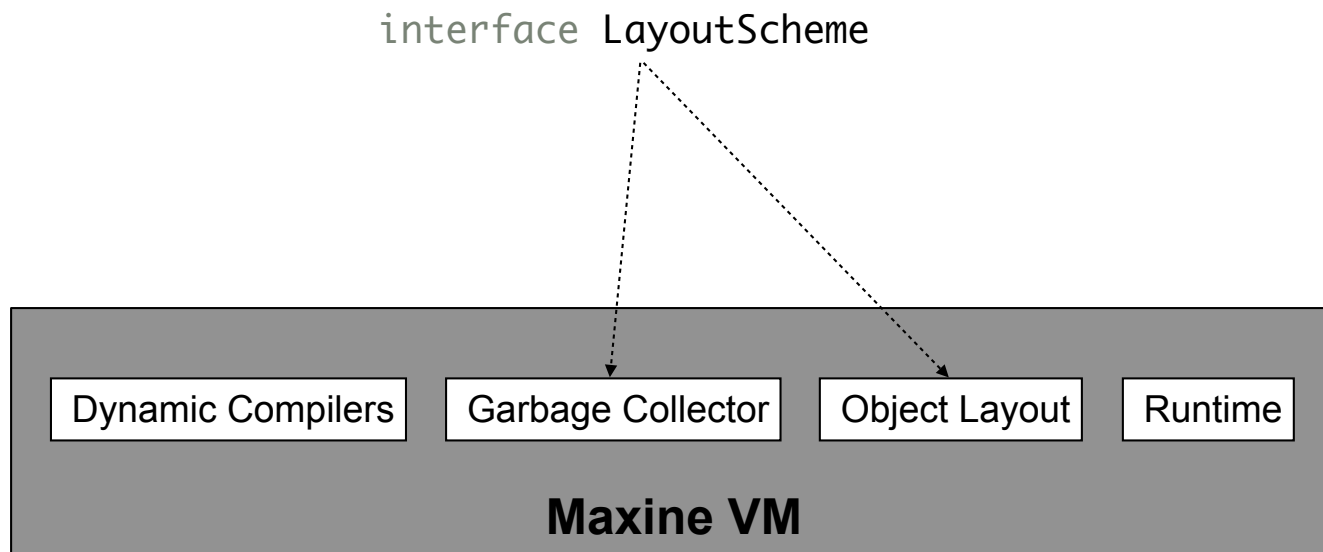 interface LayoutScheme
Dynamic Compilers
Garbage Collector
Object Layout
Runtime
Maxine VM